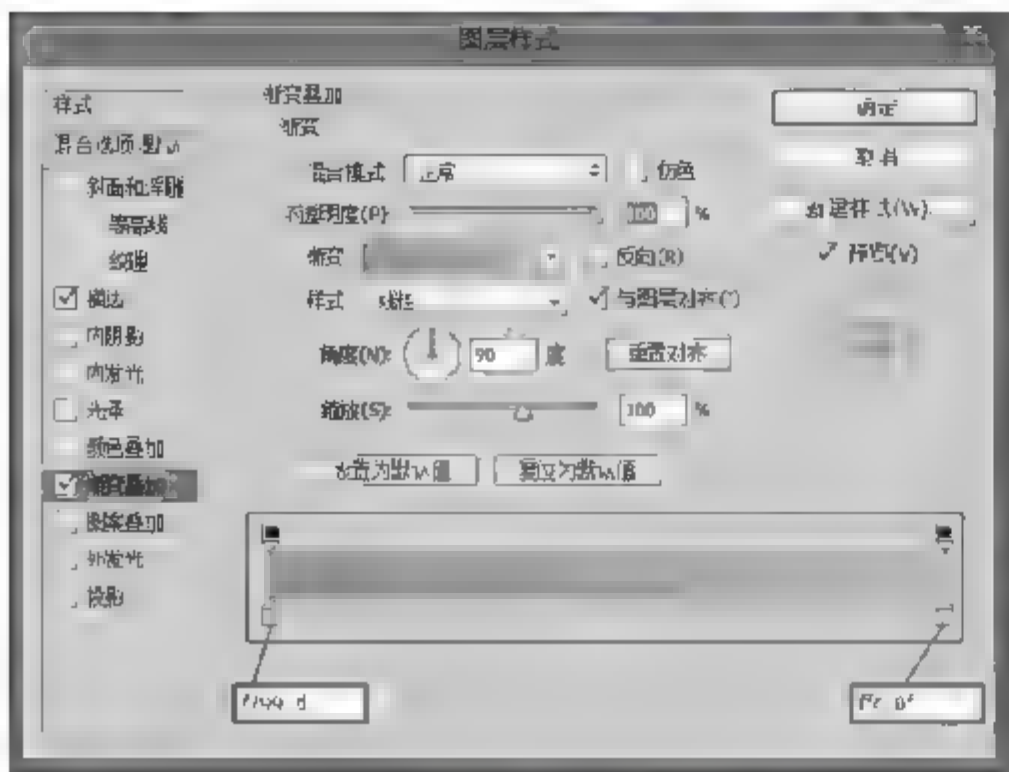 图层样式
样式
混合选项:默认
斜面和浮雕
等高线
纹理
描边
内阴影
内发光
光泽
颜色叠加
渐变叠加
图案叠加
外发光
投影
渐变叠加
渐变
混合模式 正常 仿色
不透明度(P): 100 %
渐变 反向(R)
样式 线性 与图层对齐(I)
角度(N): 90 度 重置对齐
缩放(S): 100 %
设置为默认值 复位为默认值
确定
取消
新建样式(W)
预览(V)